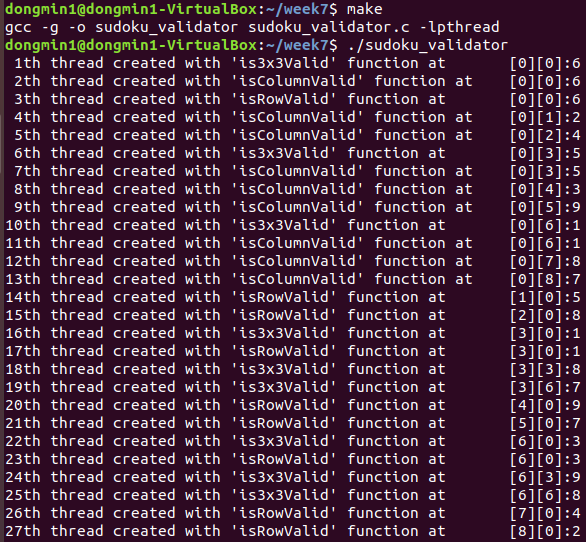 dongmin1@dongmin1-VirtualBox:~/week7$ make
gcc -g -o sudoku_validator sudoku_validator.c -lpthread
dongmin1@dongmin1-VirtualBox:~/week7$ ./sudoku_validator
 1th thread created with 'is3x3Valid' function at        [0][0]:6
 2th thread created with 'isColumnValid' function at     [0][0]:6
 3th thread created with 'isRowValid' function at        [0][0]:6
 4th thread created with 'isColumnValid' function at     [0][1]:2
 5th thread created with 'isColumnValid' function at     [0][2]:4
 6th thread created with 'is3x3Valid' function at        [0][3]:5
 7th thread created with 'isColumnValid' function at     [0][3]:5
 8th thread created with 'isColumnValid' function at     [0][4]:3
 9th thread created with 'isColumnValid' function at     [0][5]:9
10th thread created with 'is3x3Valid' function at        [0][6]:1
11th thread created with 'isColumnValid' function at     [0][6]:1
12th thread created with 'isColumnValid' function at     [0][7]:8
13th thread created with 'isColumnValid' function at     [0][8]:7
14th thread created with 'isRowValid' function at        [1][0]:5
15th thread created with 'isRowValid' function at        [2][0]:8
16th thread created with 'is3x3Valid' function at        [3][0]:1
17th thread created with 'isRowValid' function at        [3][0]:1
18th thread created with 'is3x3Valid' function at        [3][3]:8
19th thread created with 'is3x3Valid' function at        [3][6]:7
20th thread created with 'isRowValid' function at        [4][0]:9
21th thread created with 'isRowValid' function at        [5][0]:7
22th thread created with 'is3x3Valid' function at        [6][0]:3
23th thread created with 'isRowValid' function at        [6][0]:3
24th thread created with 'is3x3Valid' function at        [6][3]:9
25th thread created with 'is3x3Valid' function at        [6][6]:8
26th thread created with 'isRowValid' function at        [7][0]:4
27th thread created with 'isRowValid' function at        [8][0]:2